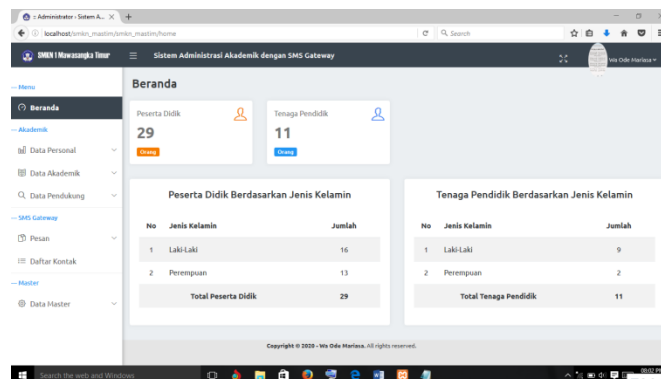 :: Administrator - Sistem A...
localhost/smkn_mastim/smkn_mastim/home
Search
SMKN 1 Mawasangka Timur
Sistem Administrasi Akademik dengan SMS Gateway
Wa Ode Mariasa
Menu
Beranda
Akademik
Data Personal
Data Akademik
Data Pendukung
SMS Gateway
Pesan
Daftar Kontak
Master
Data Master
Beranda
Peserta Didik
29
Orang
Tenaga Pendidik
11
Orang
Peserta Didik Berdasarkan Jenis Kelamin
No Jenis Kelamin Jumlah
1 Laki-Laki 16
2 Perempuan 13
Total Peserta Didik 29
Tenaga Pendidik Berdasarkan Jenis Kelamin
No Jenis Kelamin Jumlah
1 Laki-Laki 9
2 Perempuan 2
Total Tenaga Pendidik 11
Copyright © 2020 - Wa Ode Mariasa. All rights reserved.
Search the web and Windows
08:02 PM